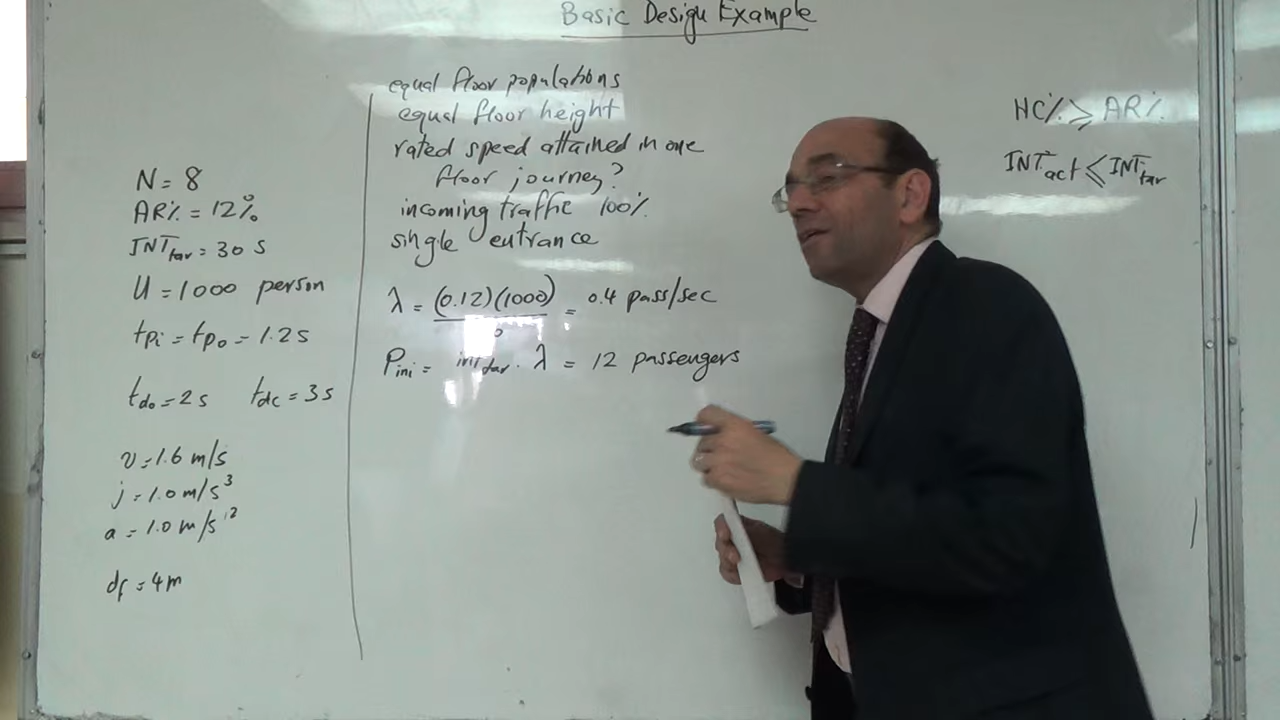 Basic Design Example
N = 8
AR% = 12%
INTtar = 30 s
U = 1000 person
tpi = tpo = 1.2 s
tdo = 2 s tdc = 3 s
v = 1.6 m/s
j = 1.0 m/s³
a = 1.0 m/s²
df = 4 m
equal floor populations
equal floor height
rated speed attained in one
floor journey?
incoming traffic 100%
single entrance
λ = (0.12)(1000) = 0.4 pass/sec
Pini = inttar · λ = 12 passengers
HC% ⩾ AR%
INTact ⩽ INTtar